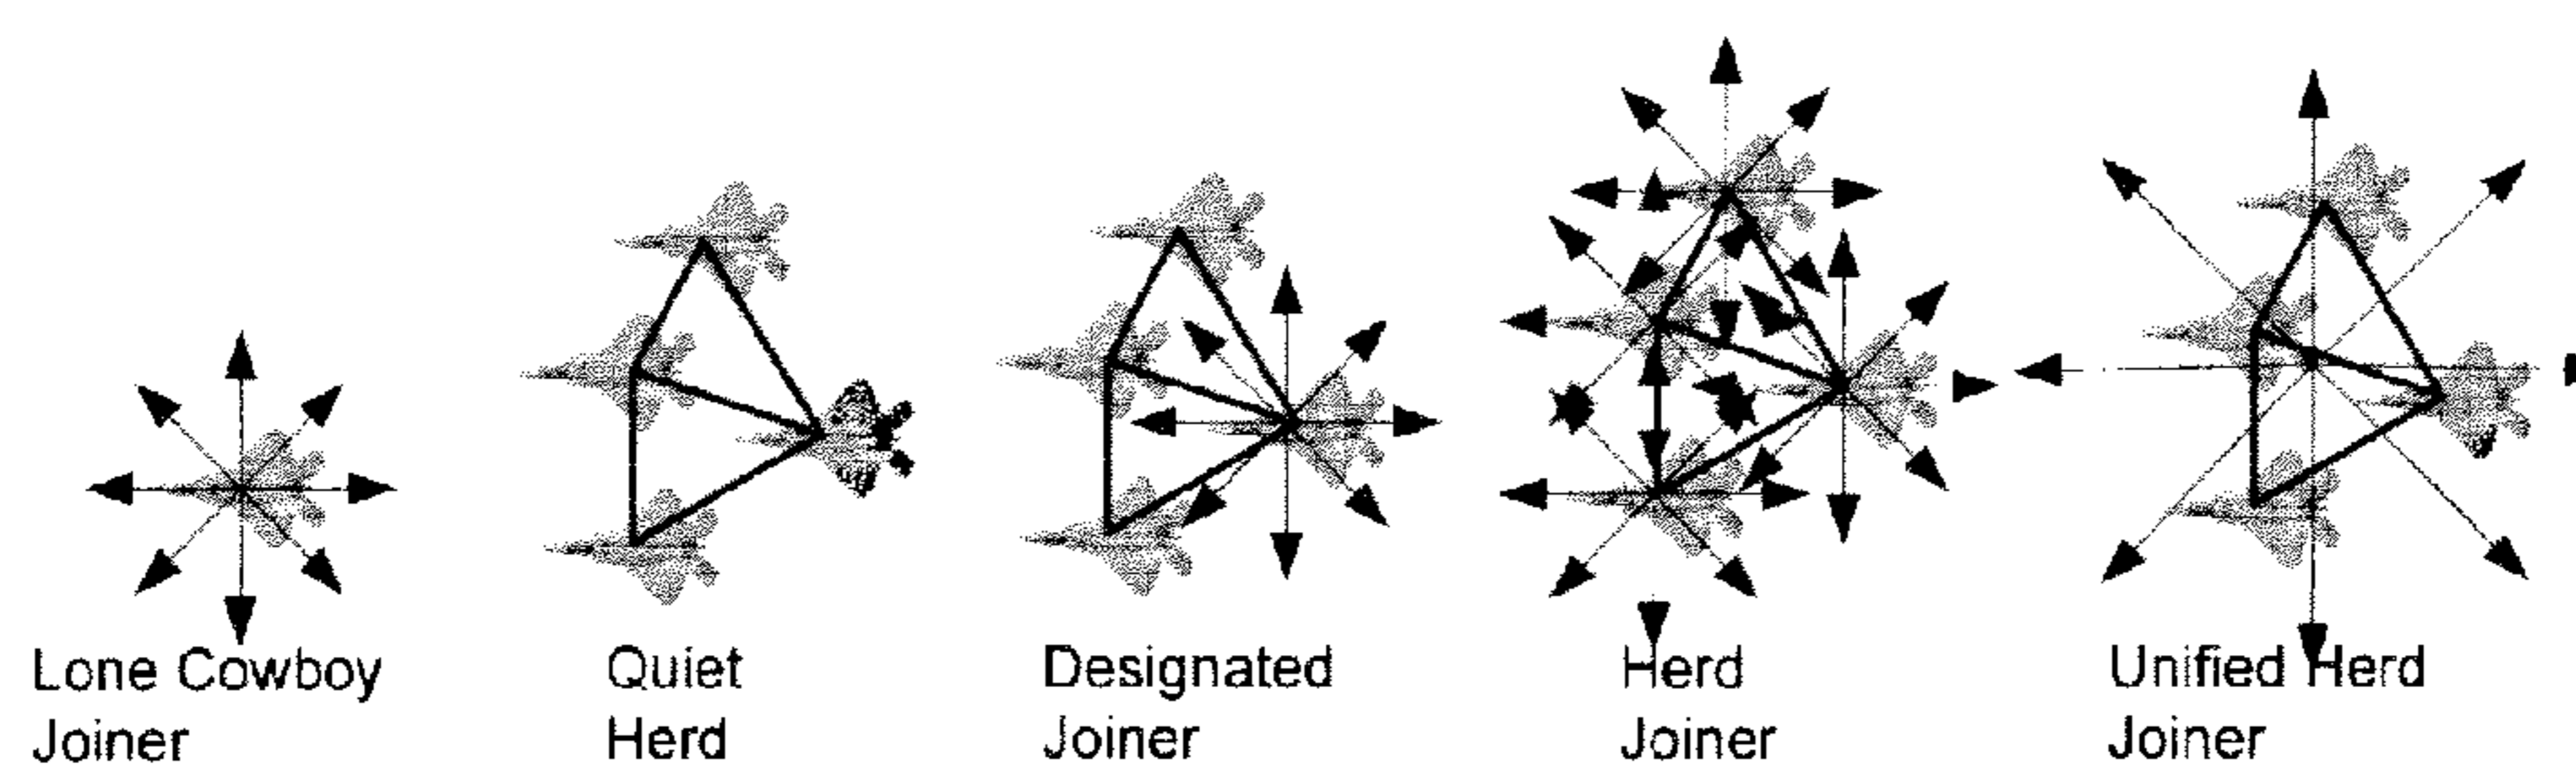 Lone Cowboy
Joiner
Quiet
Herd
Designated
Joiner
Herd
Joiner
Unified Herd
Joiner